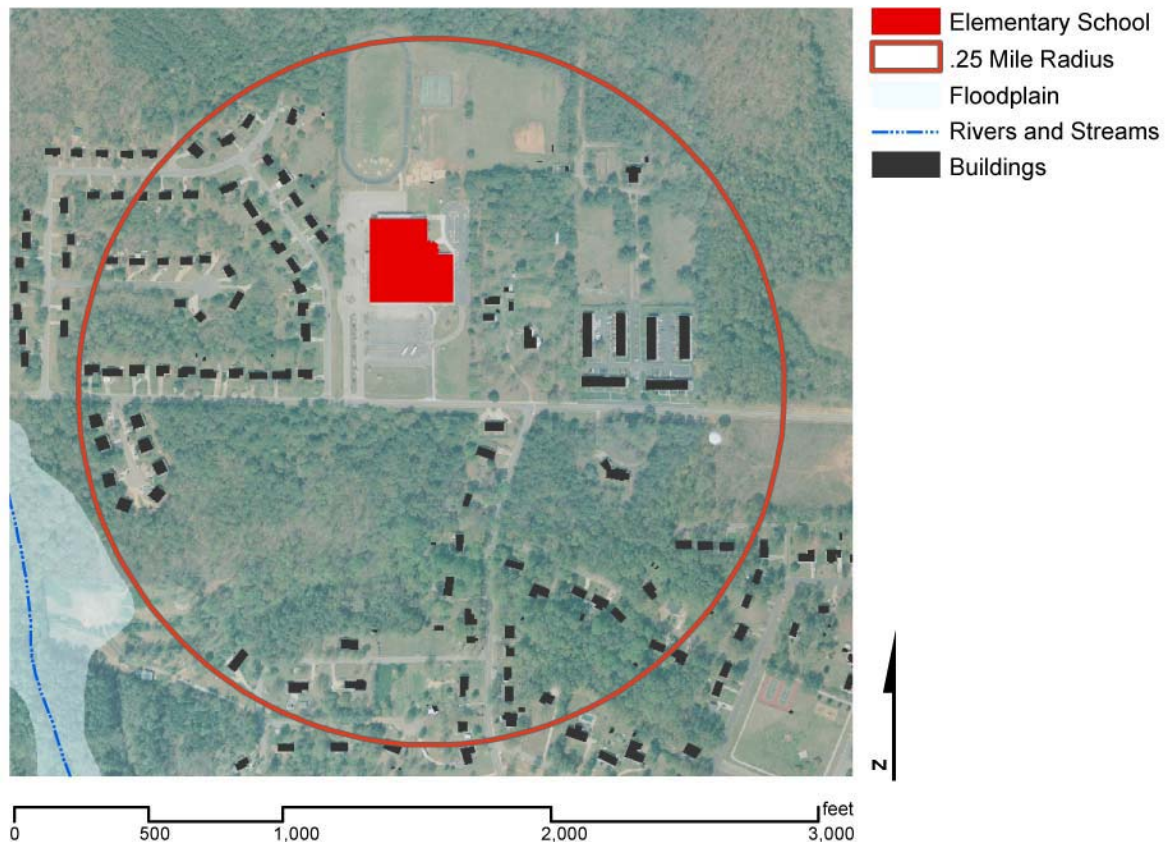 Elementary School
.25 Mile Radius
Floodplain
Rivers and Streams
Buildings
N
feet
0 500 1,000 2,000 3,000